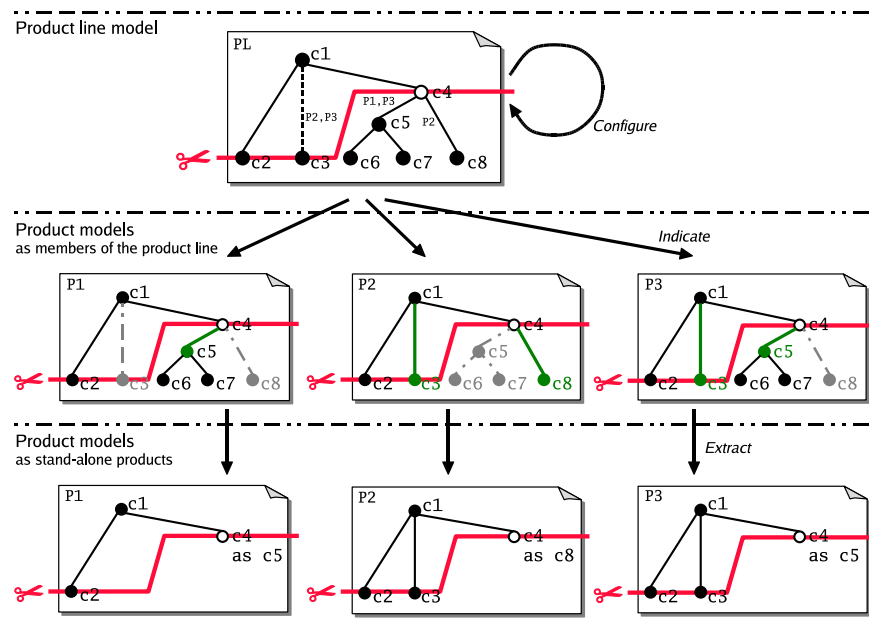 Product line model
PL
c1
c4
P1,P3
P2,P3
c5
P2
Configure
c2
c3
c6
c7
c8
Product models
as members of the product line
Indicate
P1
c1
c4
c5
c2
c3
c6
c7
c8
P2
c1
c4
c5
c2
c3
c6
c7
c8
P3
c1
c4
c5
c2
c3
c6
c7
c8
Product models
as stand-alone products
Extract
P1
c1
c4
as c5
c2
P2
c1
c4
as c8
c2
c3
P3
c1
c4
as c5
c2
c3